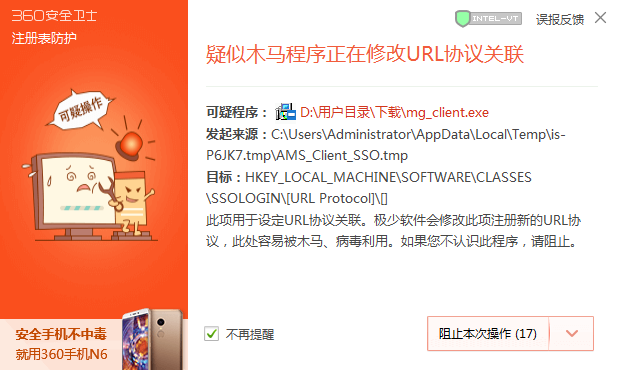 360安全卫士
注册表防护
INTEL-VT
误报反馈
疑似木马程序正在修改URL协议关联
可疑操作
可疑程序： D:\用户目录\下载\mg_client.exe
发起来源：C:\Users\Administrator\AppData\Local\Temp\is-
P6JK7.tmp\AMS_Client_SSO.tmp
目标：HKEY_LOCAL_MACHINE\SOFTWARE\CLASSES
\SSOLOGIN\[URL Protocol]\[]
此项用于设定URL协议关联。极少软件会修改此项注册新的URL协
议，此处容易被木马、病毒利用。如果您不认识此程序，请阻止。
安全手机不中毒
就用360手机N6
不再提醒
阻止本次操作 (17)